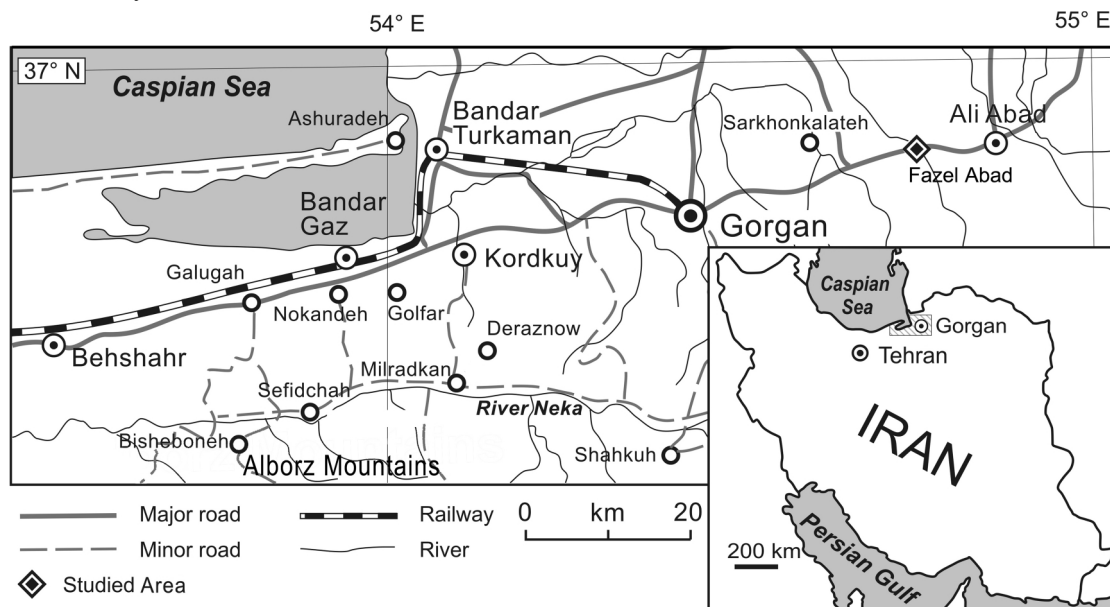 54° E
55° E
37° N
Caspian Sea
Ashuradeh
Bandar
Turkaman
Sarkhonkalateh
Ali Abad
Fazel Abad
Bandar
Gaz
Gorgan
Galugah
Kordkuy
Nokandeh
Golfar
Deraznow
Behshahr
Milradkan
Sefidchah
River Neka
Bisheboneh
Alborz Mountains
Shahkuh
Caspian
Sea
Gorgan
Tehran
IRAN
Persian Gulf
200 km
Major road
Railway
0 km 20
Minor road
River
Studied Area